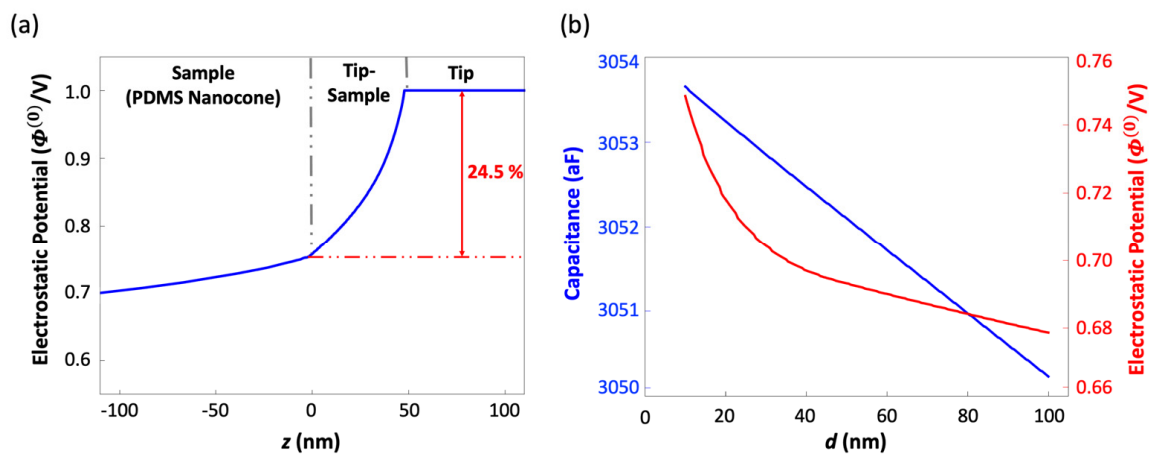 (a)
Sample
(PDMS Nanocone)
Tip-
Sample
Tip
24.5 %
Electrostatic Potential (Φ⁽⁰⁾/V)
1.0
0.9
0.8
0.7
0.6
-100
-50
0
50
100
z (nm)
(b)
Capacitance (aF)
3054
3053
3052
3051
3050
0
20
40
60
80
100
d (nm)
0.76
0.74
0.72
0.70
0.68
0.66
Electrostatic Potential (Φ⁽⁰⁾/V)